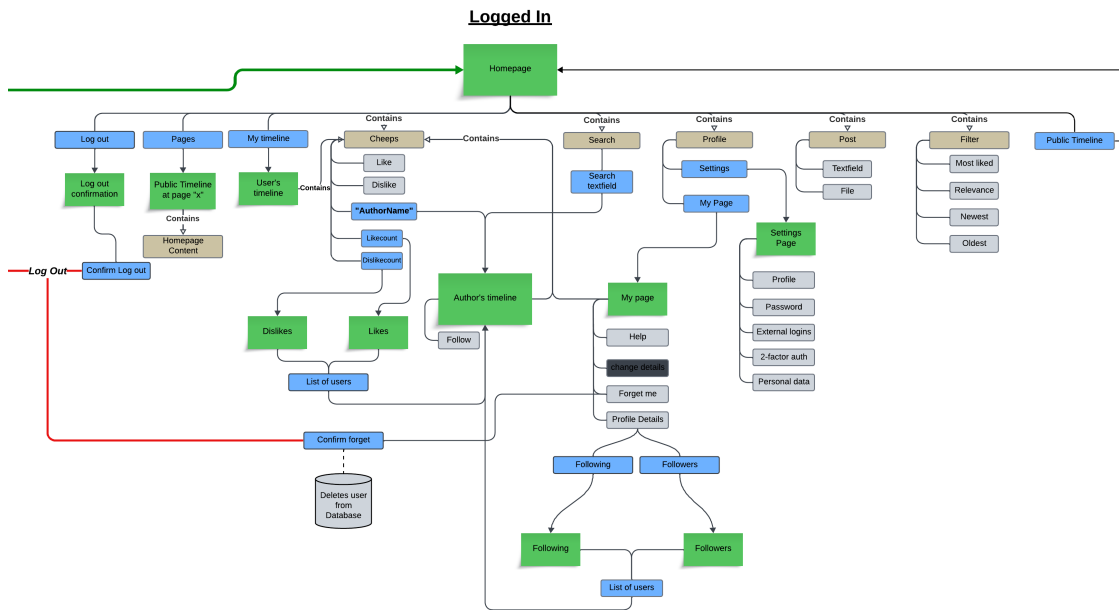 Logged In
Homepage
Contains
Contains
Contains
Contains
Contains
Log out
Pages
My timeline
Cheeps
Contains
Search
Profile
Post
Filter
Public Timeline
Like
Dislike
Search
textfield
Settings
Textfield
File
Most liked
Relevance
Newest
Oldest
Log out
confirmation
Public Timeline
at page "x"
User's
timeline
Contains
"AuthorName"
My Page
Contains
Homepage
Content
Likecount
Dislikecount
Settings
Page
Log Out
Confirm Log out
Author's timeline
My page
Profile
Password
External logins
2-factor auth
Personal data
Dislikes
Likes
Follow
Help
change details
Forget me
Profile Details
List of users
Confirm forget
Deletes user
from
Database
Following
Followers
Following
Followers
List of users